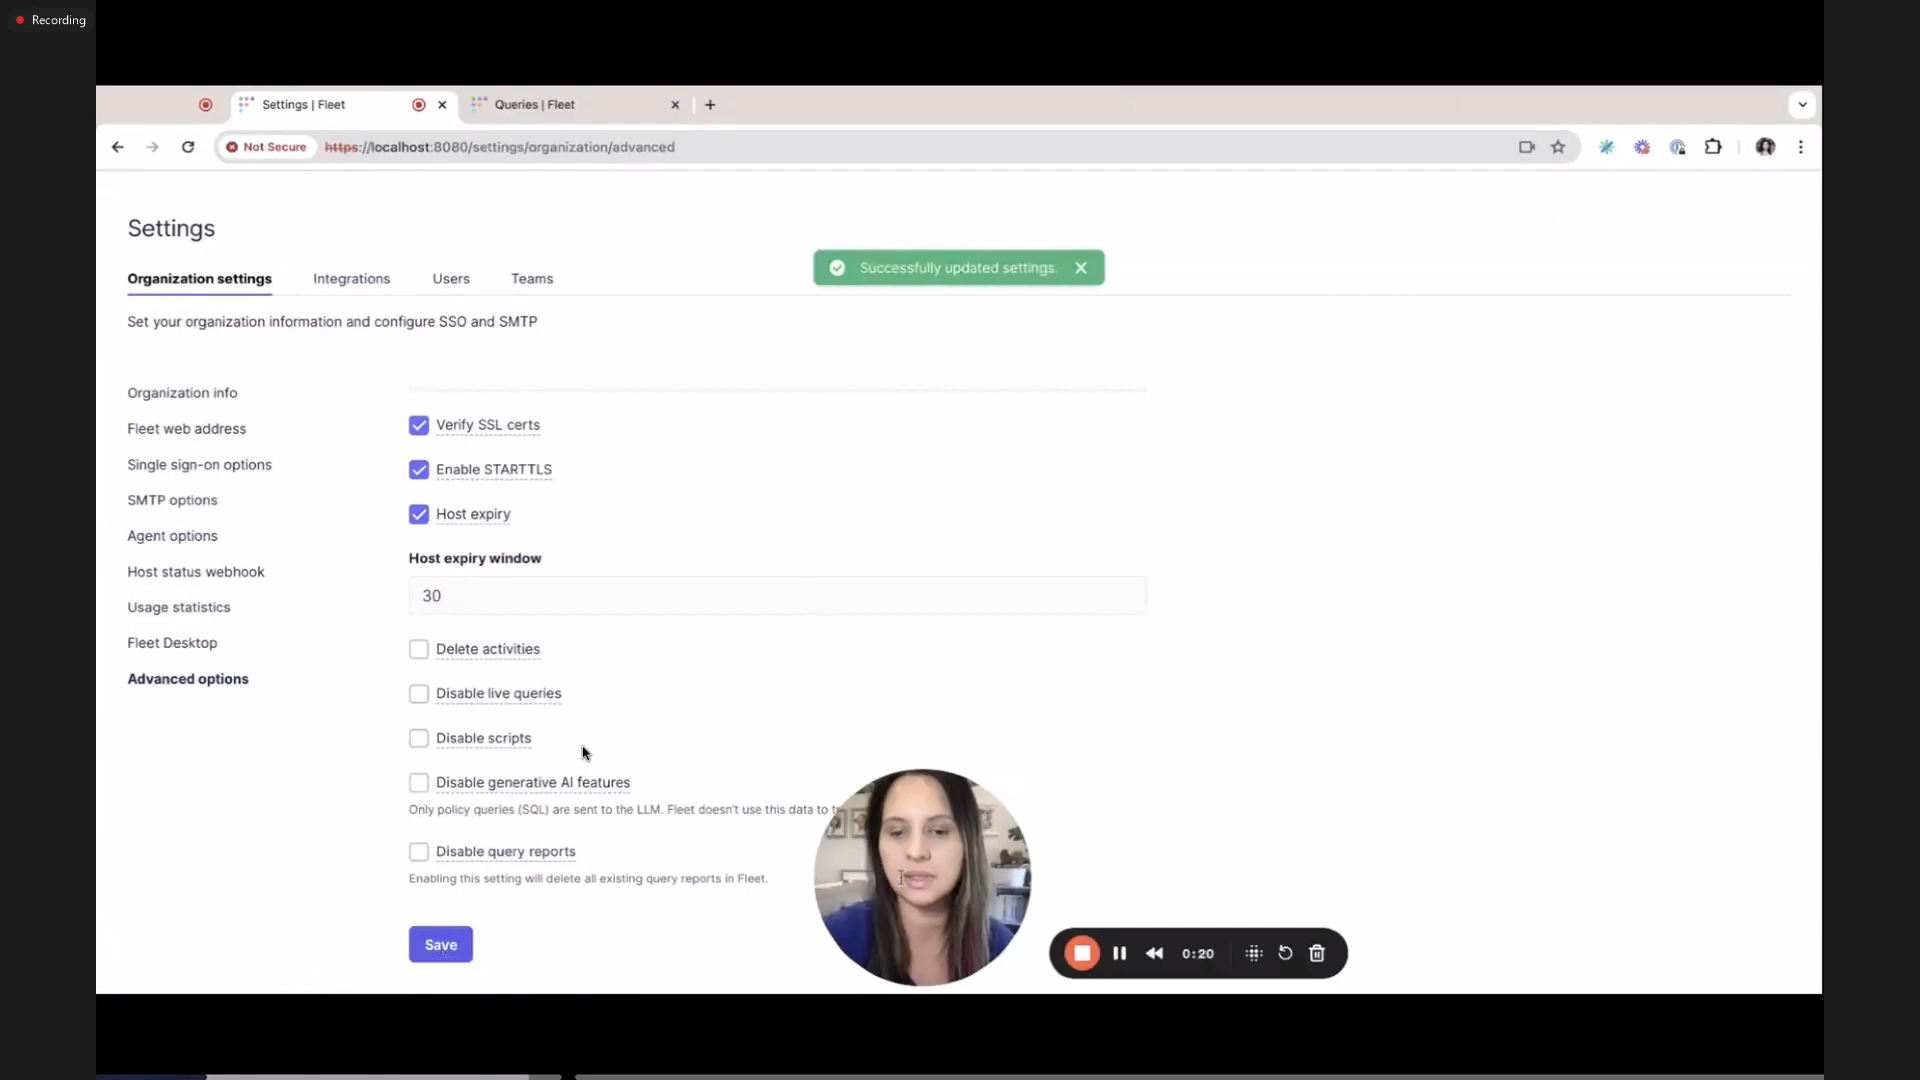 Recording
Settings | Fleet
Queries | Fleet
Not Secure
https://localhost:8080/settings/organization/advanced
Settings
Organization settings
Integrations
Users
Teams
Successfully updated settings.
Set your organization information and configure SSO and SMTP
Organization info
Fleet web address
Single sign-on options
SMTP options
Agent options
Host status webhook
Usage statistics
Fleet Desktop
Advanced options
Verify SSL certs
Enable STARTTLS
Host expiry
Host expiry window
30
Delete activities
Disable live queries
Disable scripts
Disable generative AI features
Only policy queries (SQL) are sent to the LLM. Fleet doesn't use this data to
Disable query reports
Enabling this setting will delete all existing query reports in Fleet.
Save
0:20